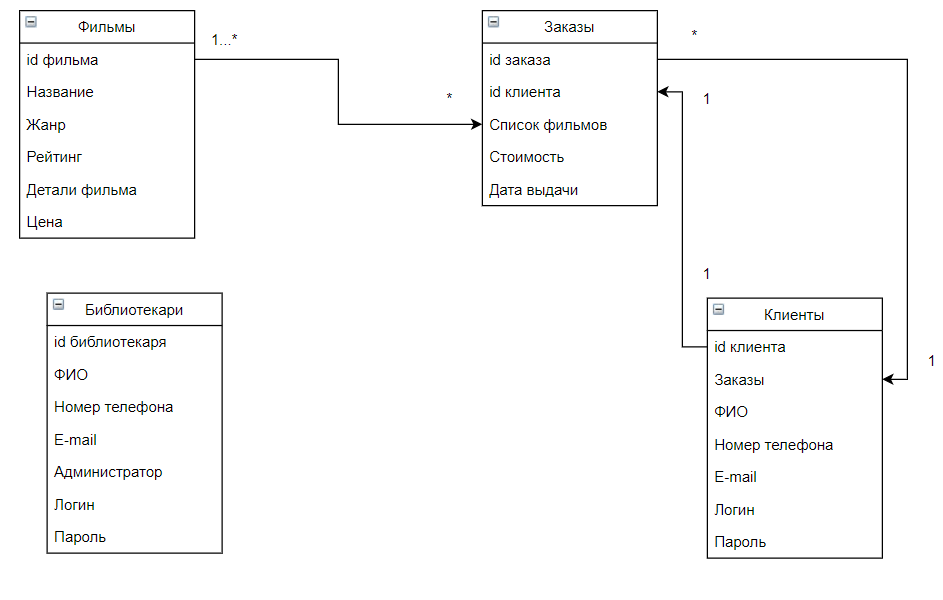 Фильмы
id фильма
Название
Жанр
Рейтинг
Детали фильма
Цена
1...*
*
Заказы
id заказа
id клиента
Список фильмов
Стоимость
Дата выдачи
*
1
1
1
Библиотекари
id библиотекаря
ФИО
Номер телефона
E-mail
Администратор
Логин
Пароль
Клиенты
id клиента
Заказы
ФИО
Номер телефона
E-mail
Логин
Пароль